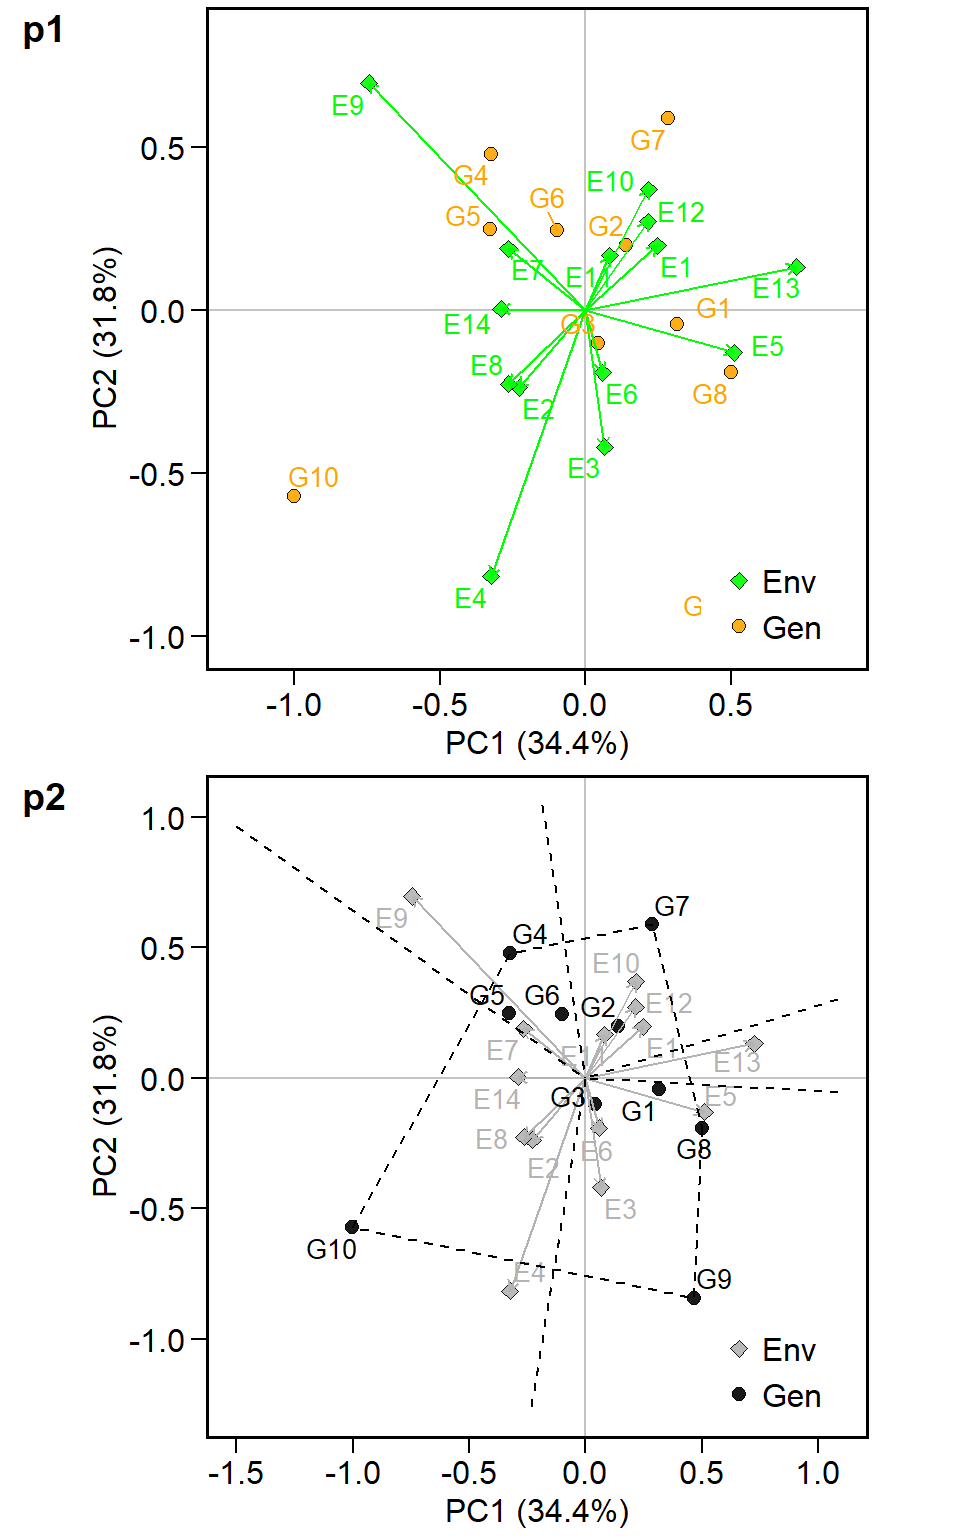 p1
E9
G7
0.5
G4
E10
G6
E12
G5
G2
E7
E11
E1
E13
0.0
G1
E14
G3
E5
E8
E6
G8
E2
E3
-0.5
G10
PC2 (31.8%)
E4
G
Env
Gen
-1.0
-1.0
-0.5
0.0
0.5
PC1 (34.4%)
p2
1.0
E9
G7
G4
0.5
E10
G5
G6
G2
E12
E7
E11
E1
E13
0.0
E14
G3
G1
E5
E8
E6
G8
E2
E3
-0.5
G10
PC2 (31.8%)
E4
G9
-1.0
Env
Gen
-1.5
-1.0
-0.5
0.0
0.5
1.0
PC1 (34.4%)